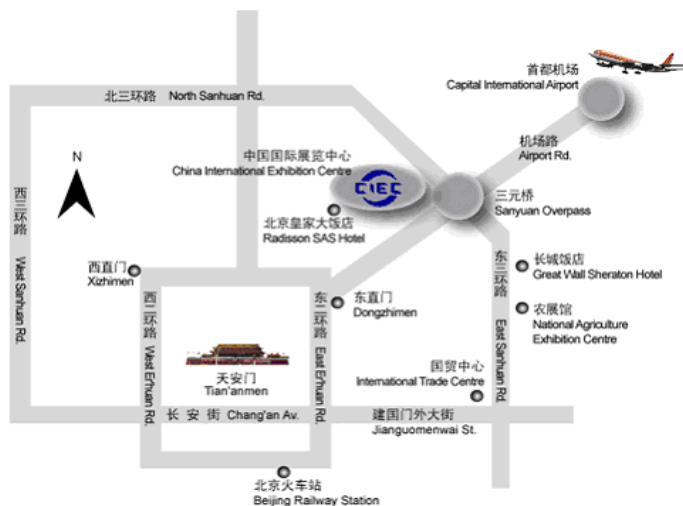 首都机场
Capital International Airport
北三环路 North Sanhuan Rd.
机场路
Airport Rd.
中国国际展览中心
China International Exhibition Centre
CIEC
N
三元桥
Sanyuan Overpass
北京皇家大饭店
Radisson SAS Hotel
西三环路 West Sanhuan Rd.
西直门
Xizhimen
长城饭店
Great Wall Sheraton Hotel
东三环路 East Sanhuan Rd.
西二环路 West Er'huan Rd.
东二环路 East Er'huan Rd.
东直门
Dongzhimen
农展馆
National Agriculture
Exhibition Centre
天安门
Tian'anmen
国贸中心
International Trade Centre
长安街 Chang'an Av.
建国门外大街
Jianguomenwai St.
北京火车站
Beijing Railway Station